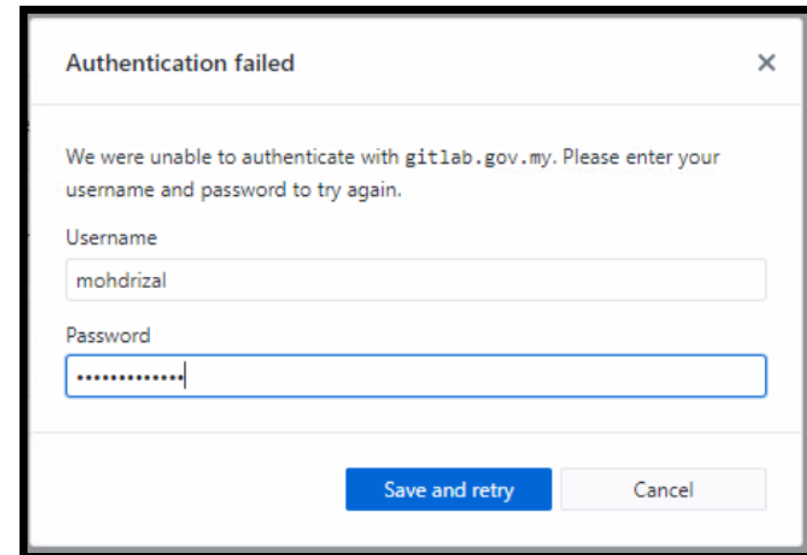 Authentication failed
We were unable to authenticate with gitlab.gov.my. Please enter your
username and password to try again.
Username
mohdrizal
Password
•••••••••••••
Save and retry Cancel